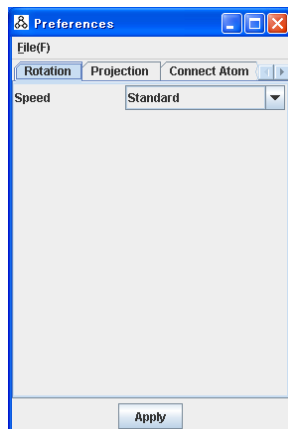 Preferences
File(F)
Rotation Projection Connect Atom
Speed Standard
Apply